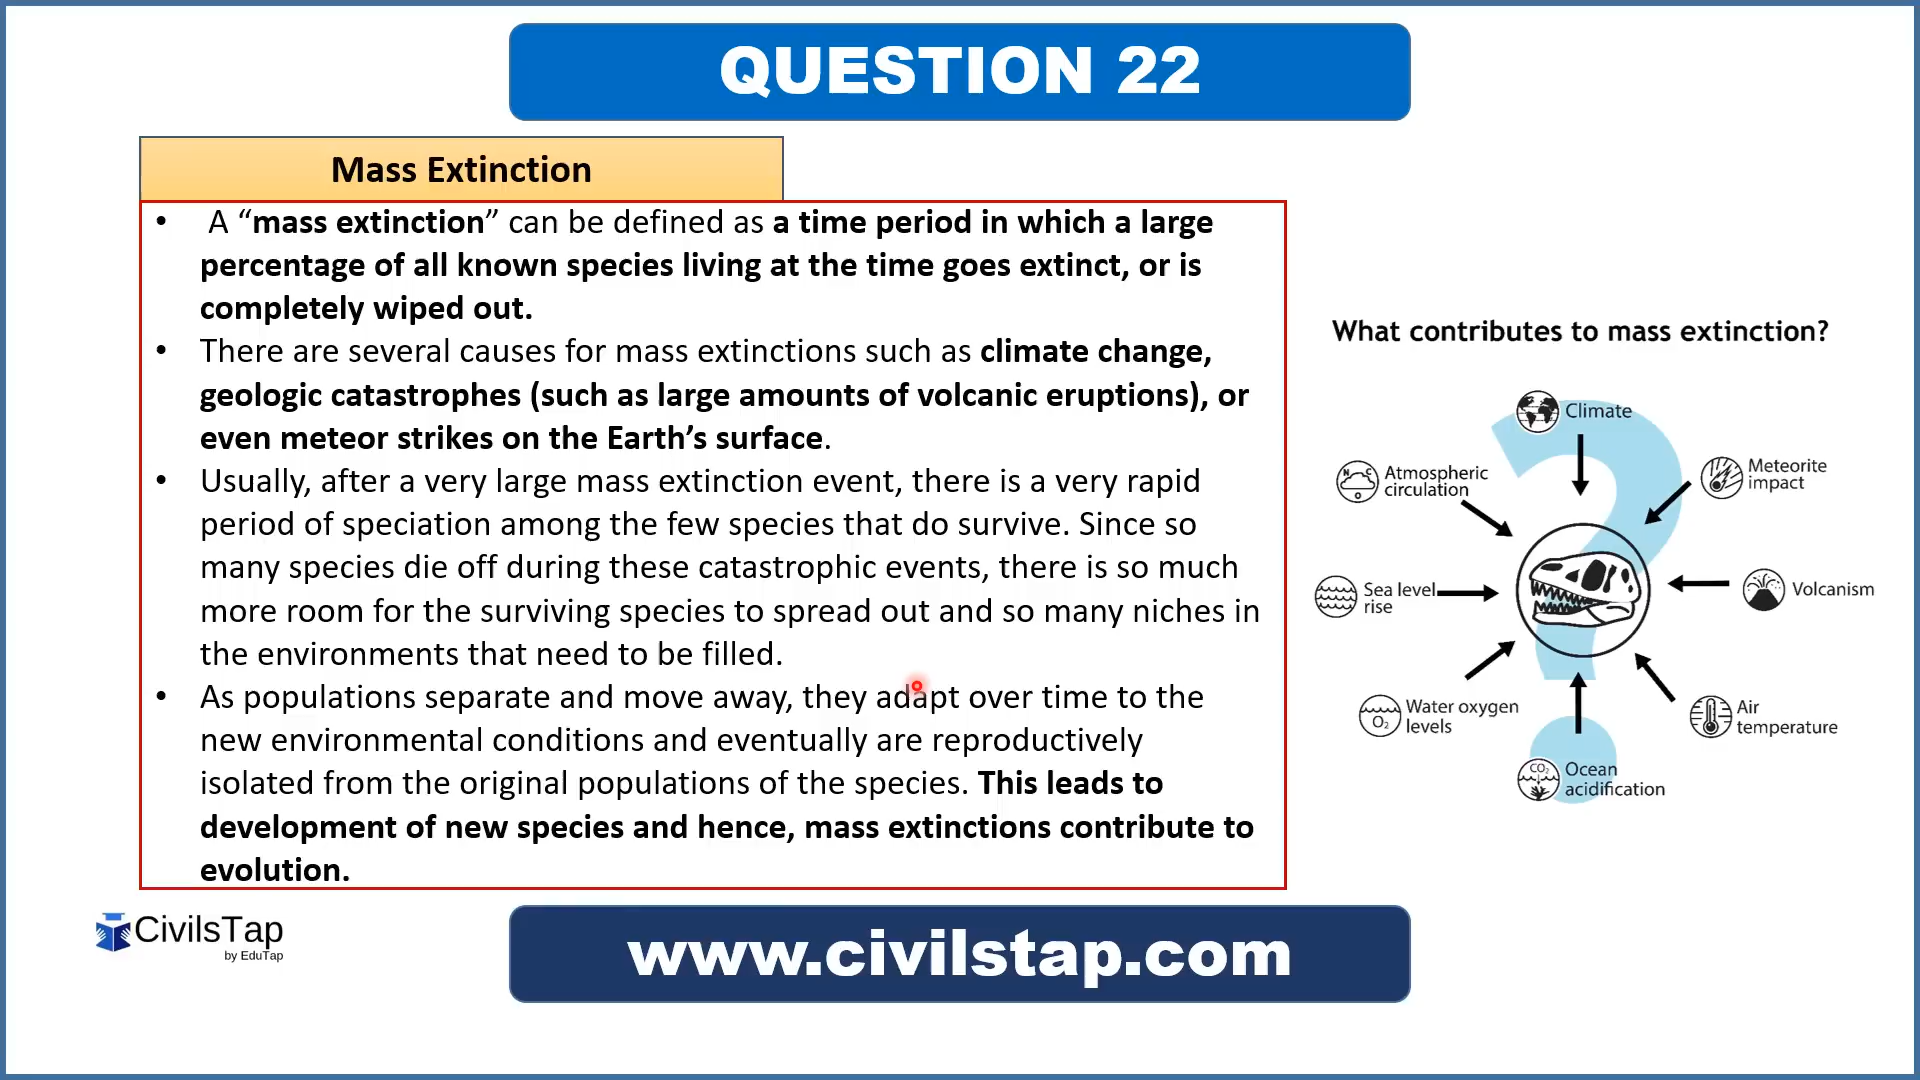 QUESTION 22
Mass Extinction
• A “mass extinction” can be defined as a time period in which a large
percentage of all known species living at the time goes extinct, or is
completely wiped out.
• There are several causes for mass extinctions such as climate change,
geologic catastrophes (such as large amounts of volcanic eruptions), or
even meteor strikes on the Earth’s surface.
• Usually, after a very large mass extinction event, there is a very rapid
period of speciation among the few species that do survive. Since so
many species die off during these catastrophic events, there is so much
more room for the surviving species to spread out and so many niches in
the environments that need to be filled.
• As populations separate and move away, they adapt over time to the
new environmental conditions and eventually are reproductively
isolated from the original populations of the species. This leads to
development of new species and hence, mass extinctions contribute to
evolution.
What contributes to mass extinction?
Climate
Atmospheric
circulation
N C
O
Meteorite
impact
Sea level
rise
Volcanism
Water oxygen
levels
O₂
Air
temperature
Ocean
acidification
CO₂
CivilsTap
by EduTap
www.civilstap.com